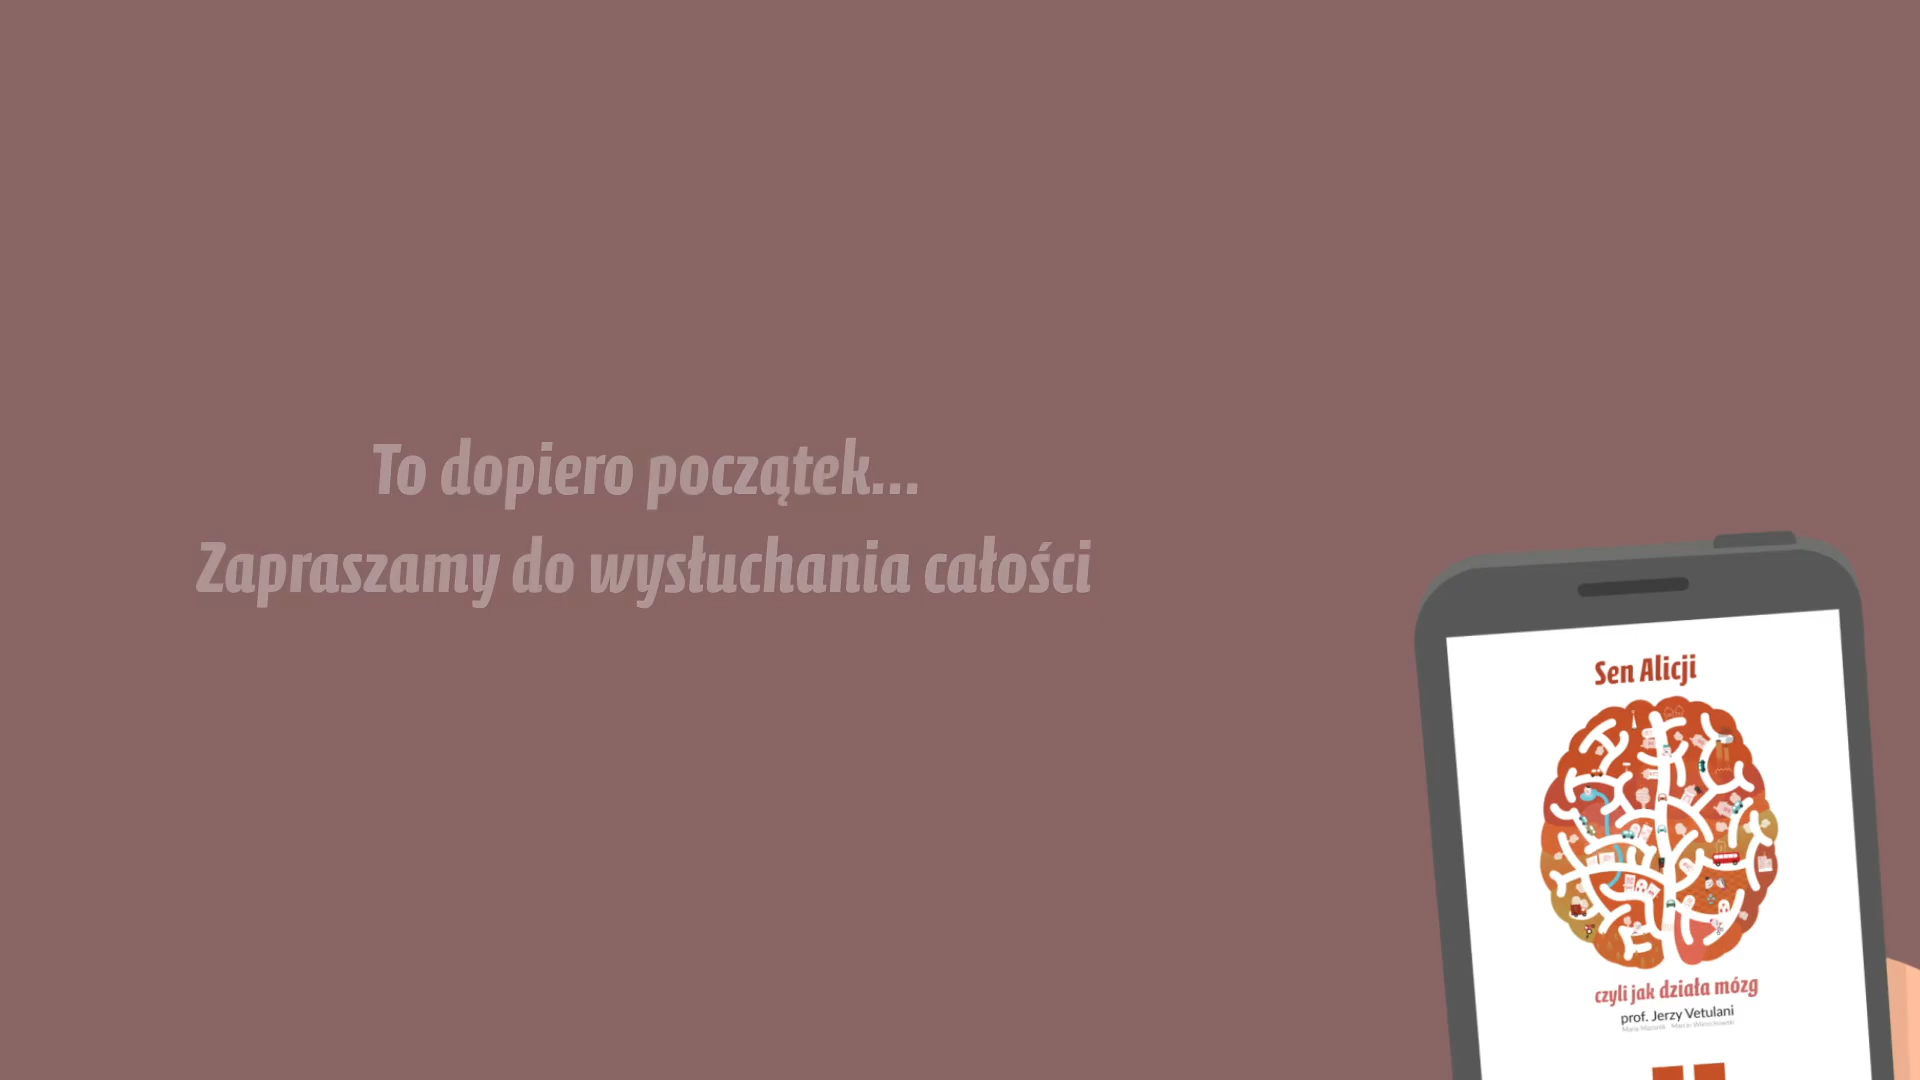 To dopiero początek...
Zapraszamy do wysłuchania całości
Sen Alicji
czyli jak działa mózg
prof. Jerzy Vetulani